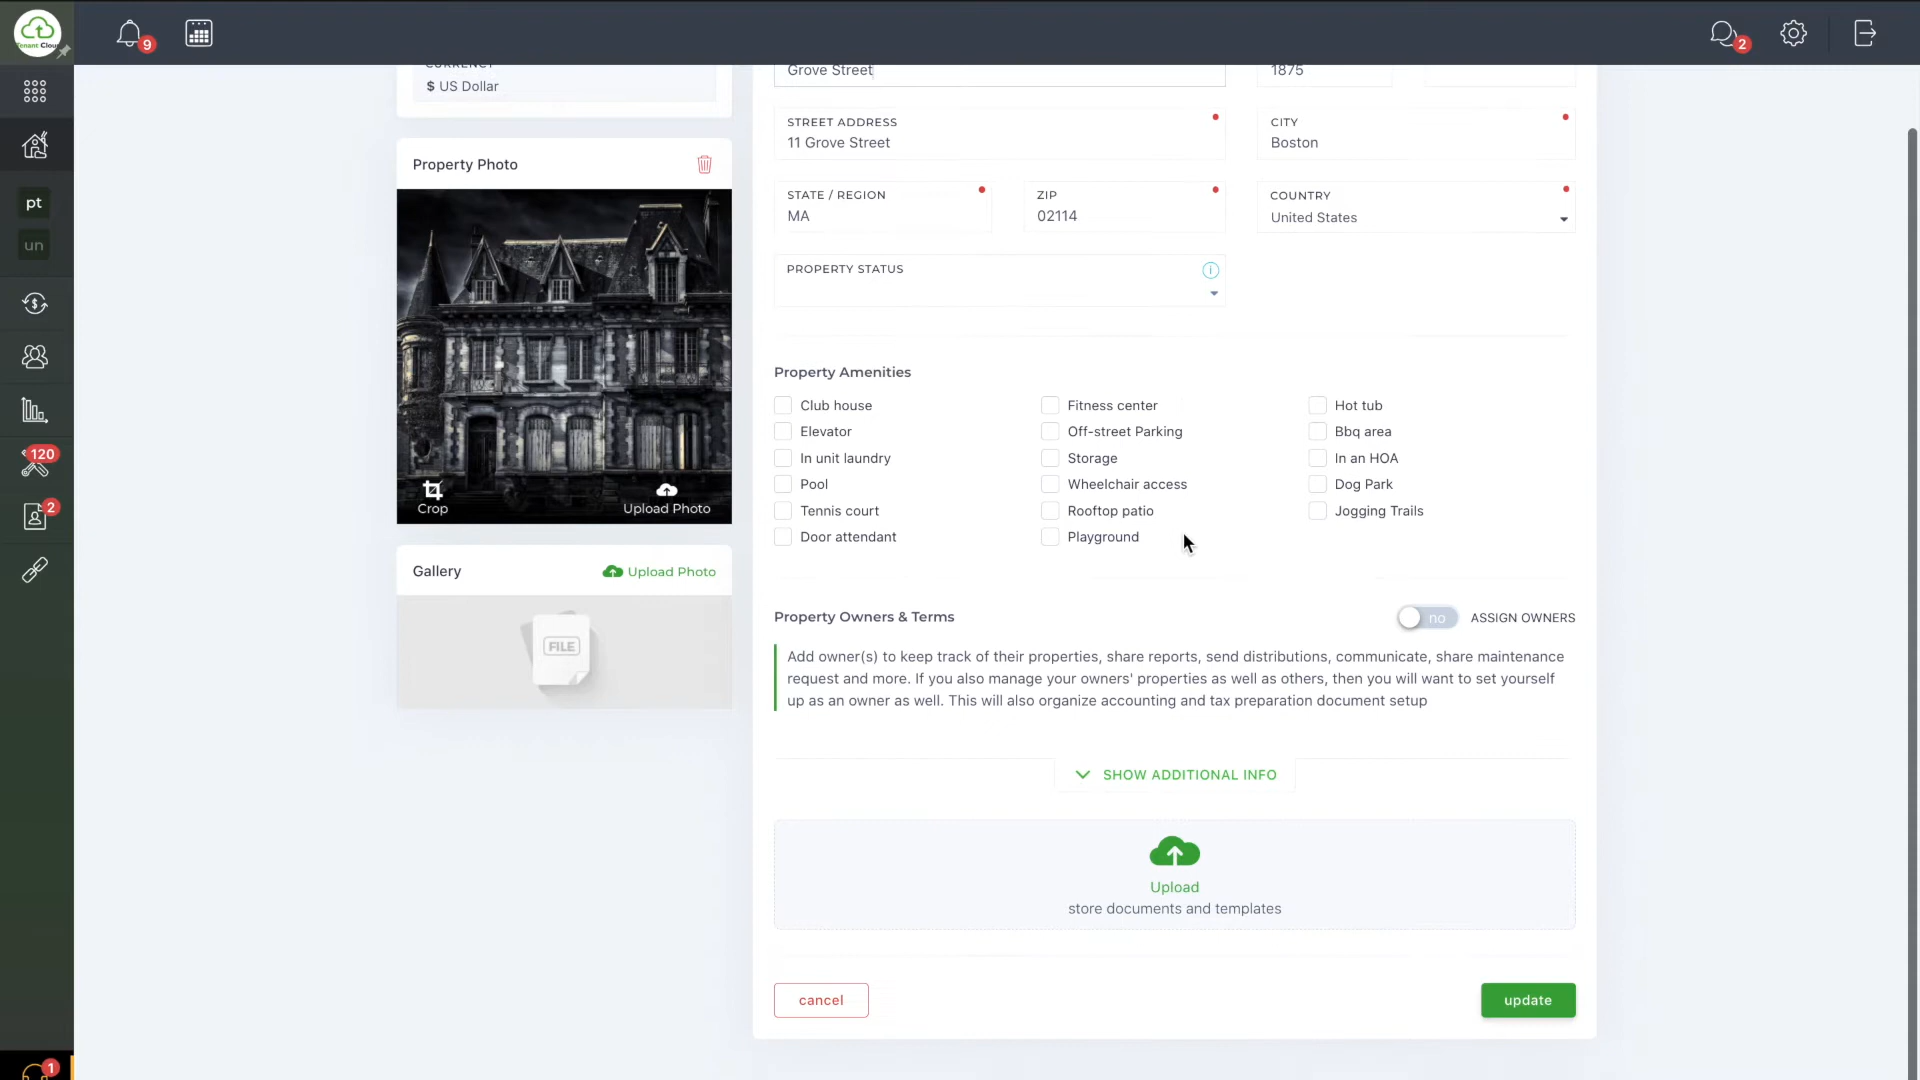 Tenant Cloud
9
2
CURRENCY
$ US Dollar
Grove Street
1875
STREET ADDRESS
11 Grove Street
CITY
Boston
STATE / REGION
MA
ZIP
02114
COUNTRY
United States
PROPERTY STATUS
Property Photo
Crop
Upload Photo
Gallery
Upload Photo
FILE
pt
un
120
2
1
Property Amenities
Club house
Fitness center
Hot tub
Elevator
Off-street Parking
Bbq area
In unit laundry
Storage
In an HOA
Pool
Wheelchair access
Dog Park
Tennis court
Rooftop patio
Jogging Trails
Door attendant
Playground
Property Owners & Terms
no
ASSIGN OWNERS
Add owner(s) to keep track of their properties, share reports, send distributions, communicate, share maintenance
request and more. If you also manage your owners' properties as well as others, then you will want to set yourself
up as an owner as well. This will also organize accounting and tax preparation document setup
SHOW ADDITIONAL INFO
Upload
store documents and templates
cancel
update